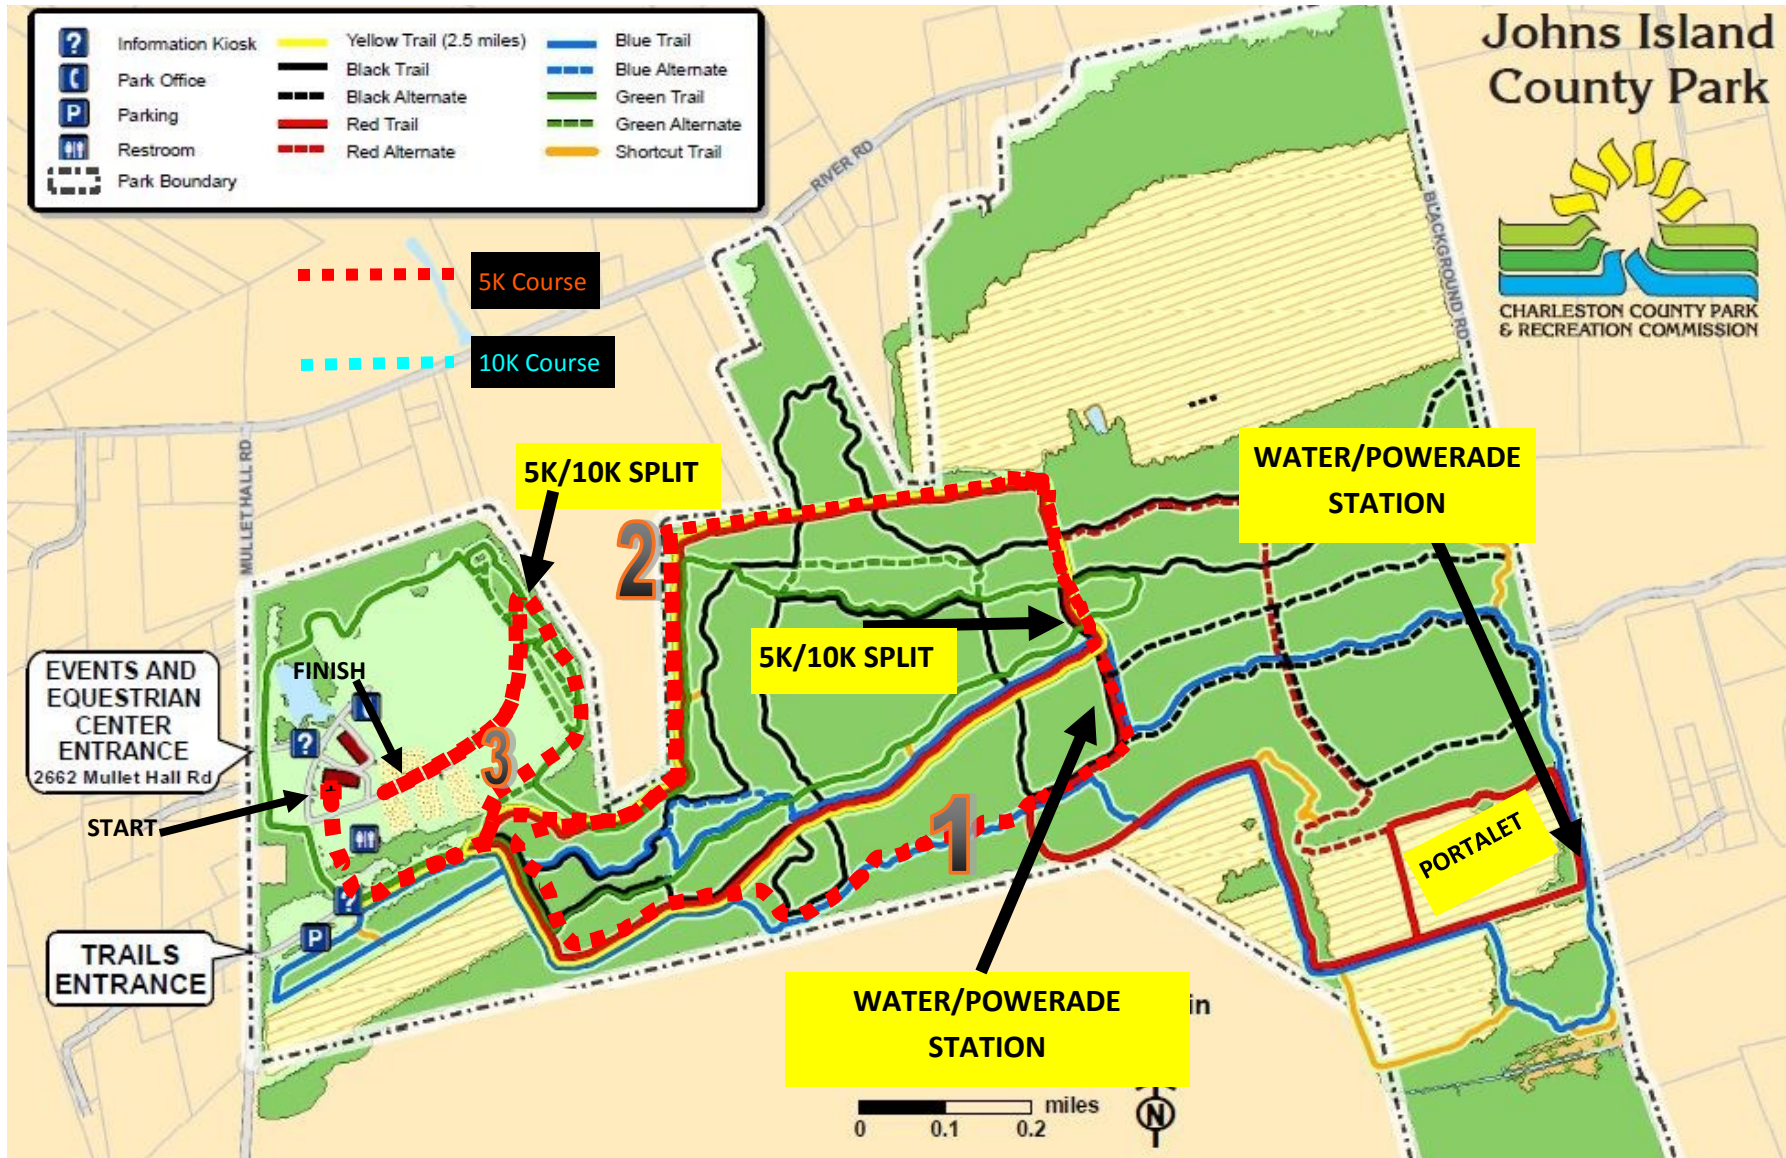 Information Kiosk
Park Office
Parking
Restroom
Park Boundary
Yellow Trail (2.5 miles)
Black Trail
Black Alternate
Red Trail
Red Alternate
Blue Trail
Blue Alternate
Green Trail
Green Alternate
Shortcut Trail
Johns Island
County Park
CHARLESTON COUNTY PARK
& RECREATION COMMISSION
RIVER RD
BLACKGROUND RD
MULLET HALL RD
5K Course
10K Course
5K/10K SPLIT
WATER/POWERADE
STATION
2
5K/10K SPLIT
EVENTS AND
EQUESTRIAN
CENTER
ENTRANCE
2662 Mullet Hall Rd
FINISH
START
3
1
PORTALET
TRAILS
ENTRANCE
?
?
P
WATER/POWERADE
STATION
in
miles
0 0.1 0.2
N